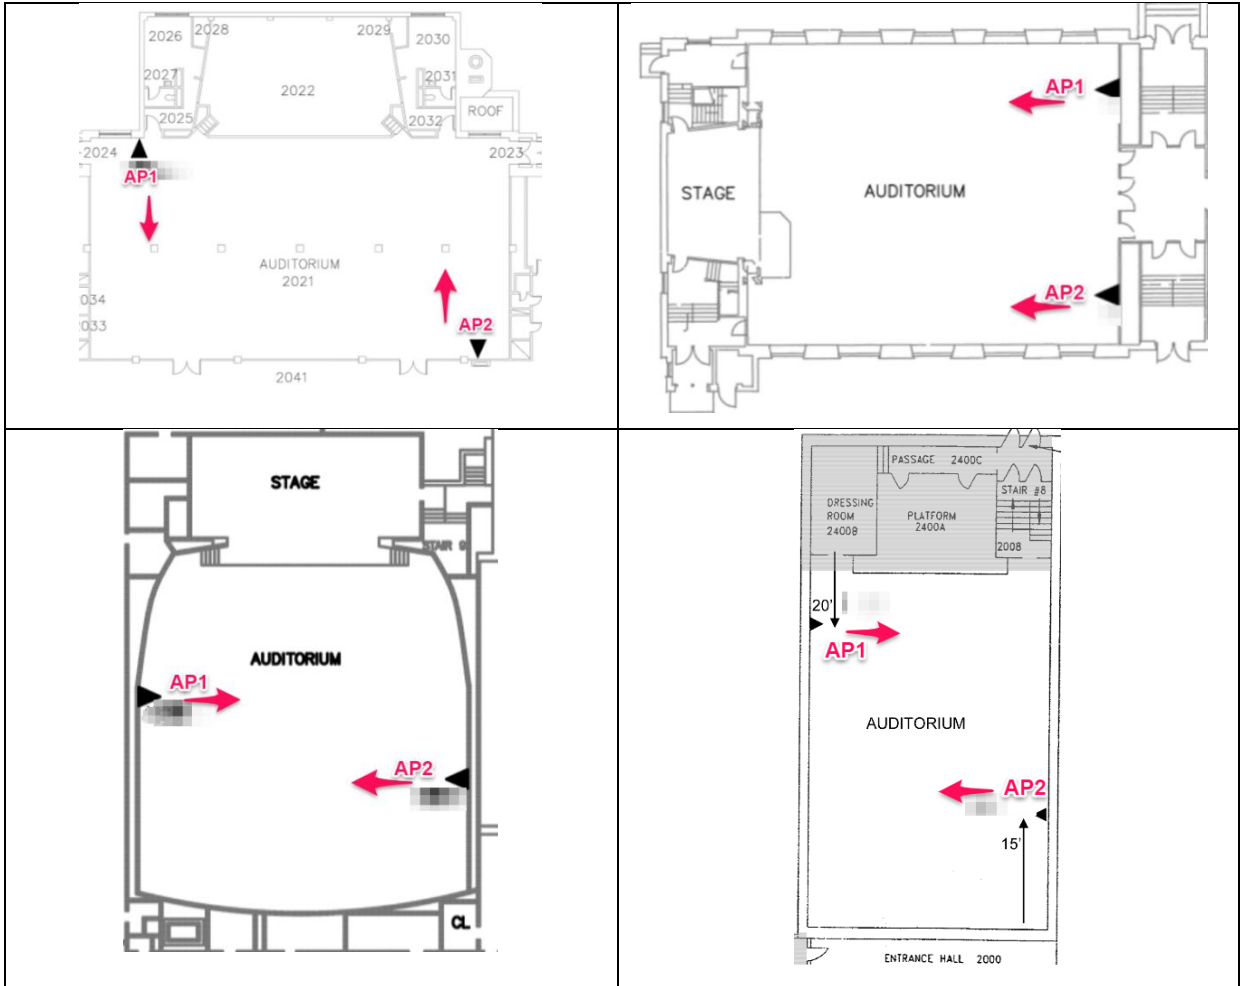 2026
2028
2029
2030
2027
2031
2022
2025
2032
ROOF
2024
2023
AP1
AUDITORIUM
2021
034
033
AP2
2041
AP1
STAGE
AUDITORIUM
AP2
STAGE
STAIR 9
AUDITORIUM
AP1
AP2
CL
PASSAGE 2400C
STAIR #8
DRESSING
ROOM
2400B
PLATFORM
2400A
2008
20'
AP1
AUDITORIUM
AP2
15'
ENTRANCE HALL 2000